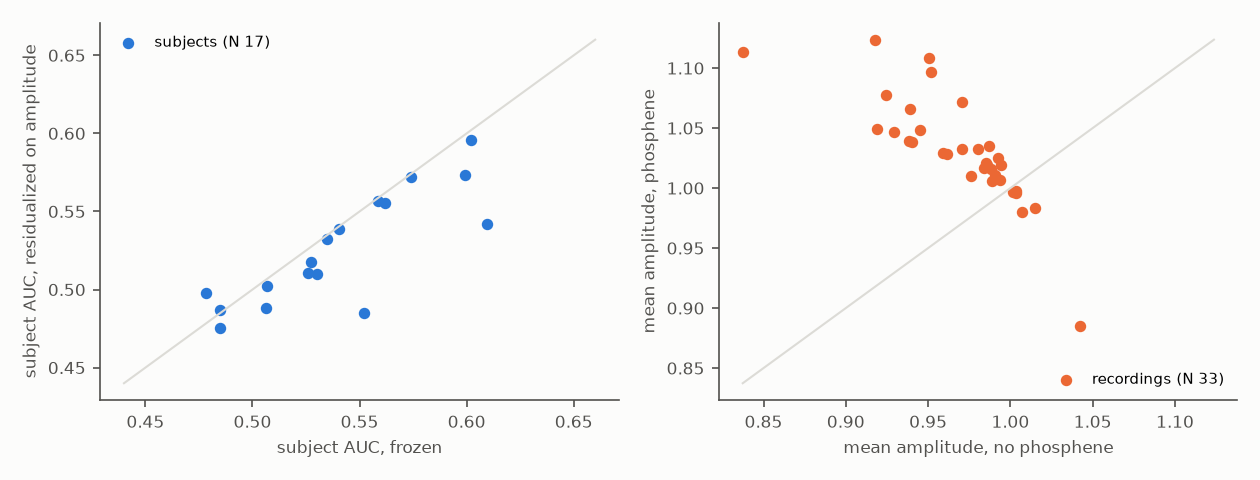 subjects (N 17)
subject AUC, residualized on amplitude
0.65
0.60
0.55
0.50
0.45
0.45 0.50 0.55 0.60 0.65
subject AUC, frozen
mean amplitude, phosphene
1.10
1.05
1.00
0.95
0.90
0.85
recordings (N 33)
0.85 0.90 0.95 1.00 1.05 1.10
mean amplitude, no phosphene